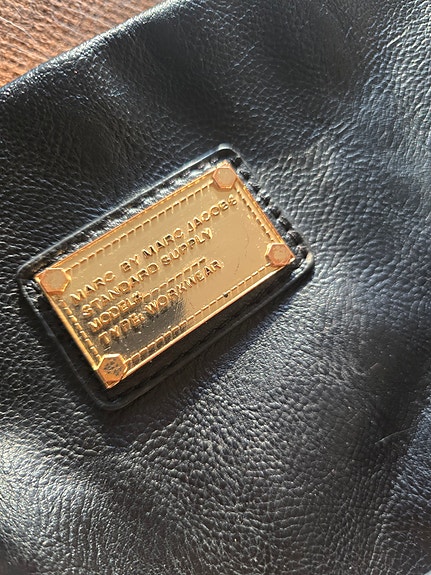 MARC BY MARC JACOBS
STANDARD SUPPLY
MODEL:
TYPE: WORKWEAR